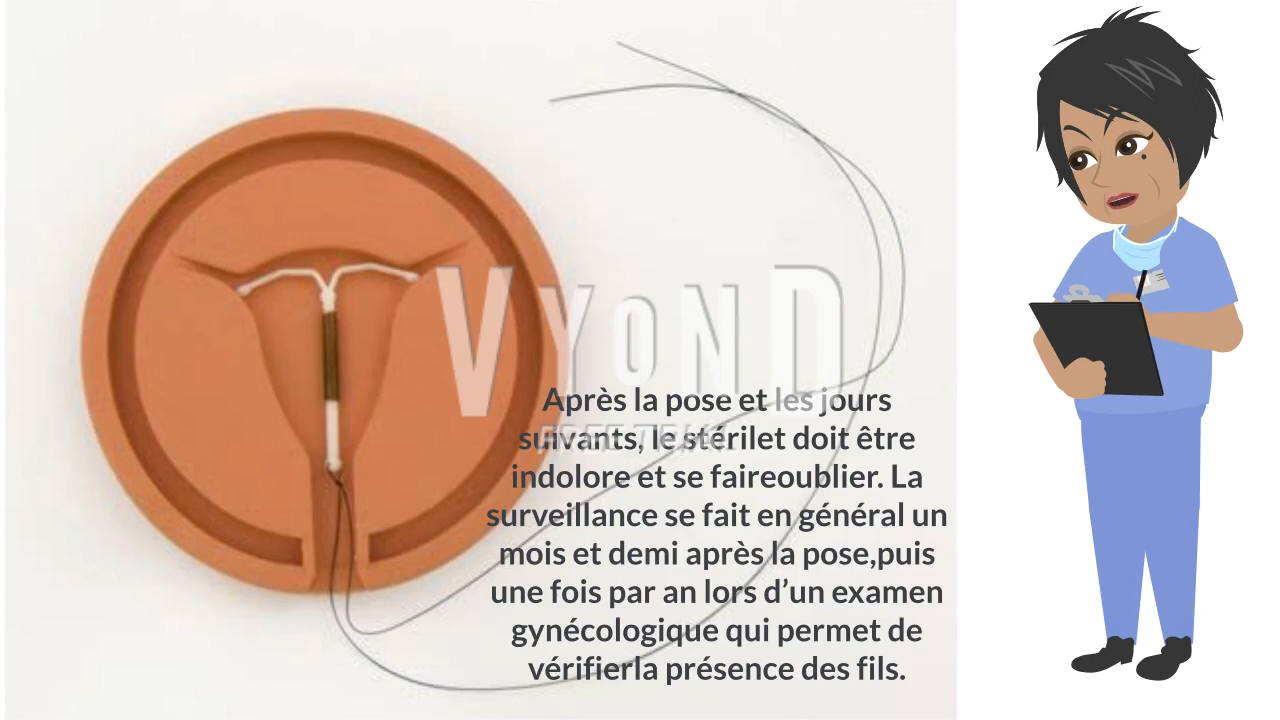 VYOND
FREE TRIAL
Après la pose et les jours
suivants, le stérilet doit être
indolore et se faireoublier. La
surveillance se fait en général un
mois et demi après la pose,puis
une fois par an lors d’un examen
gynécologique qui permet de
vérifierla présence des fils.